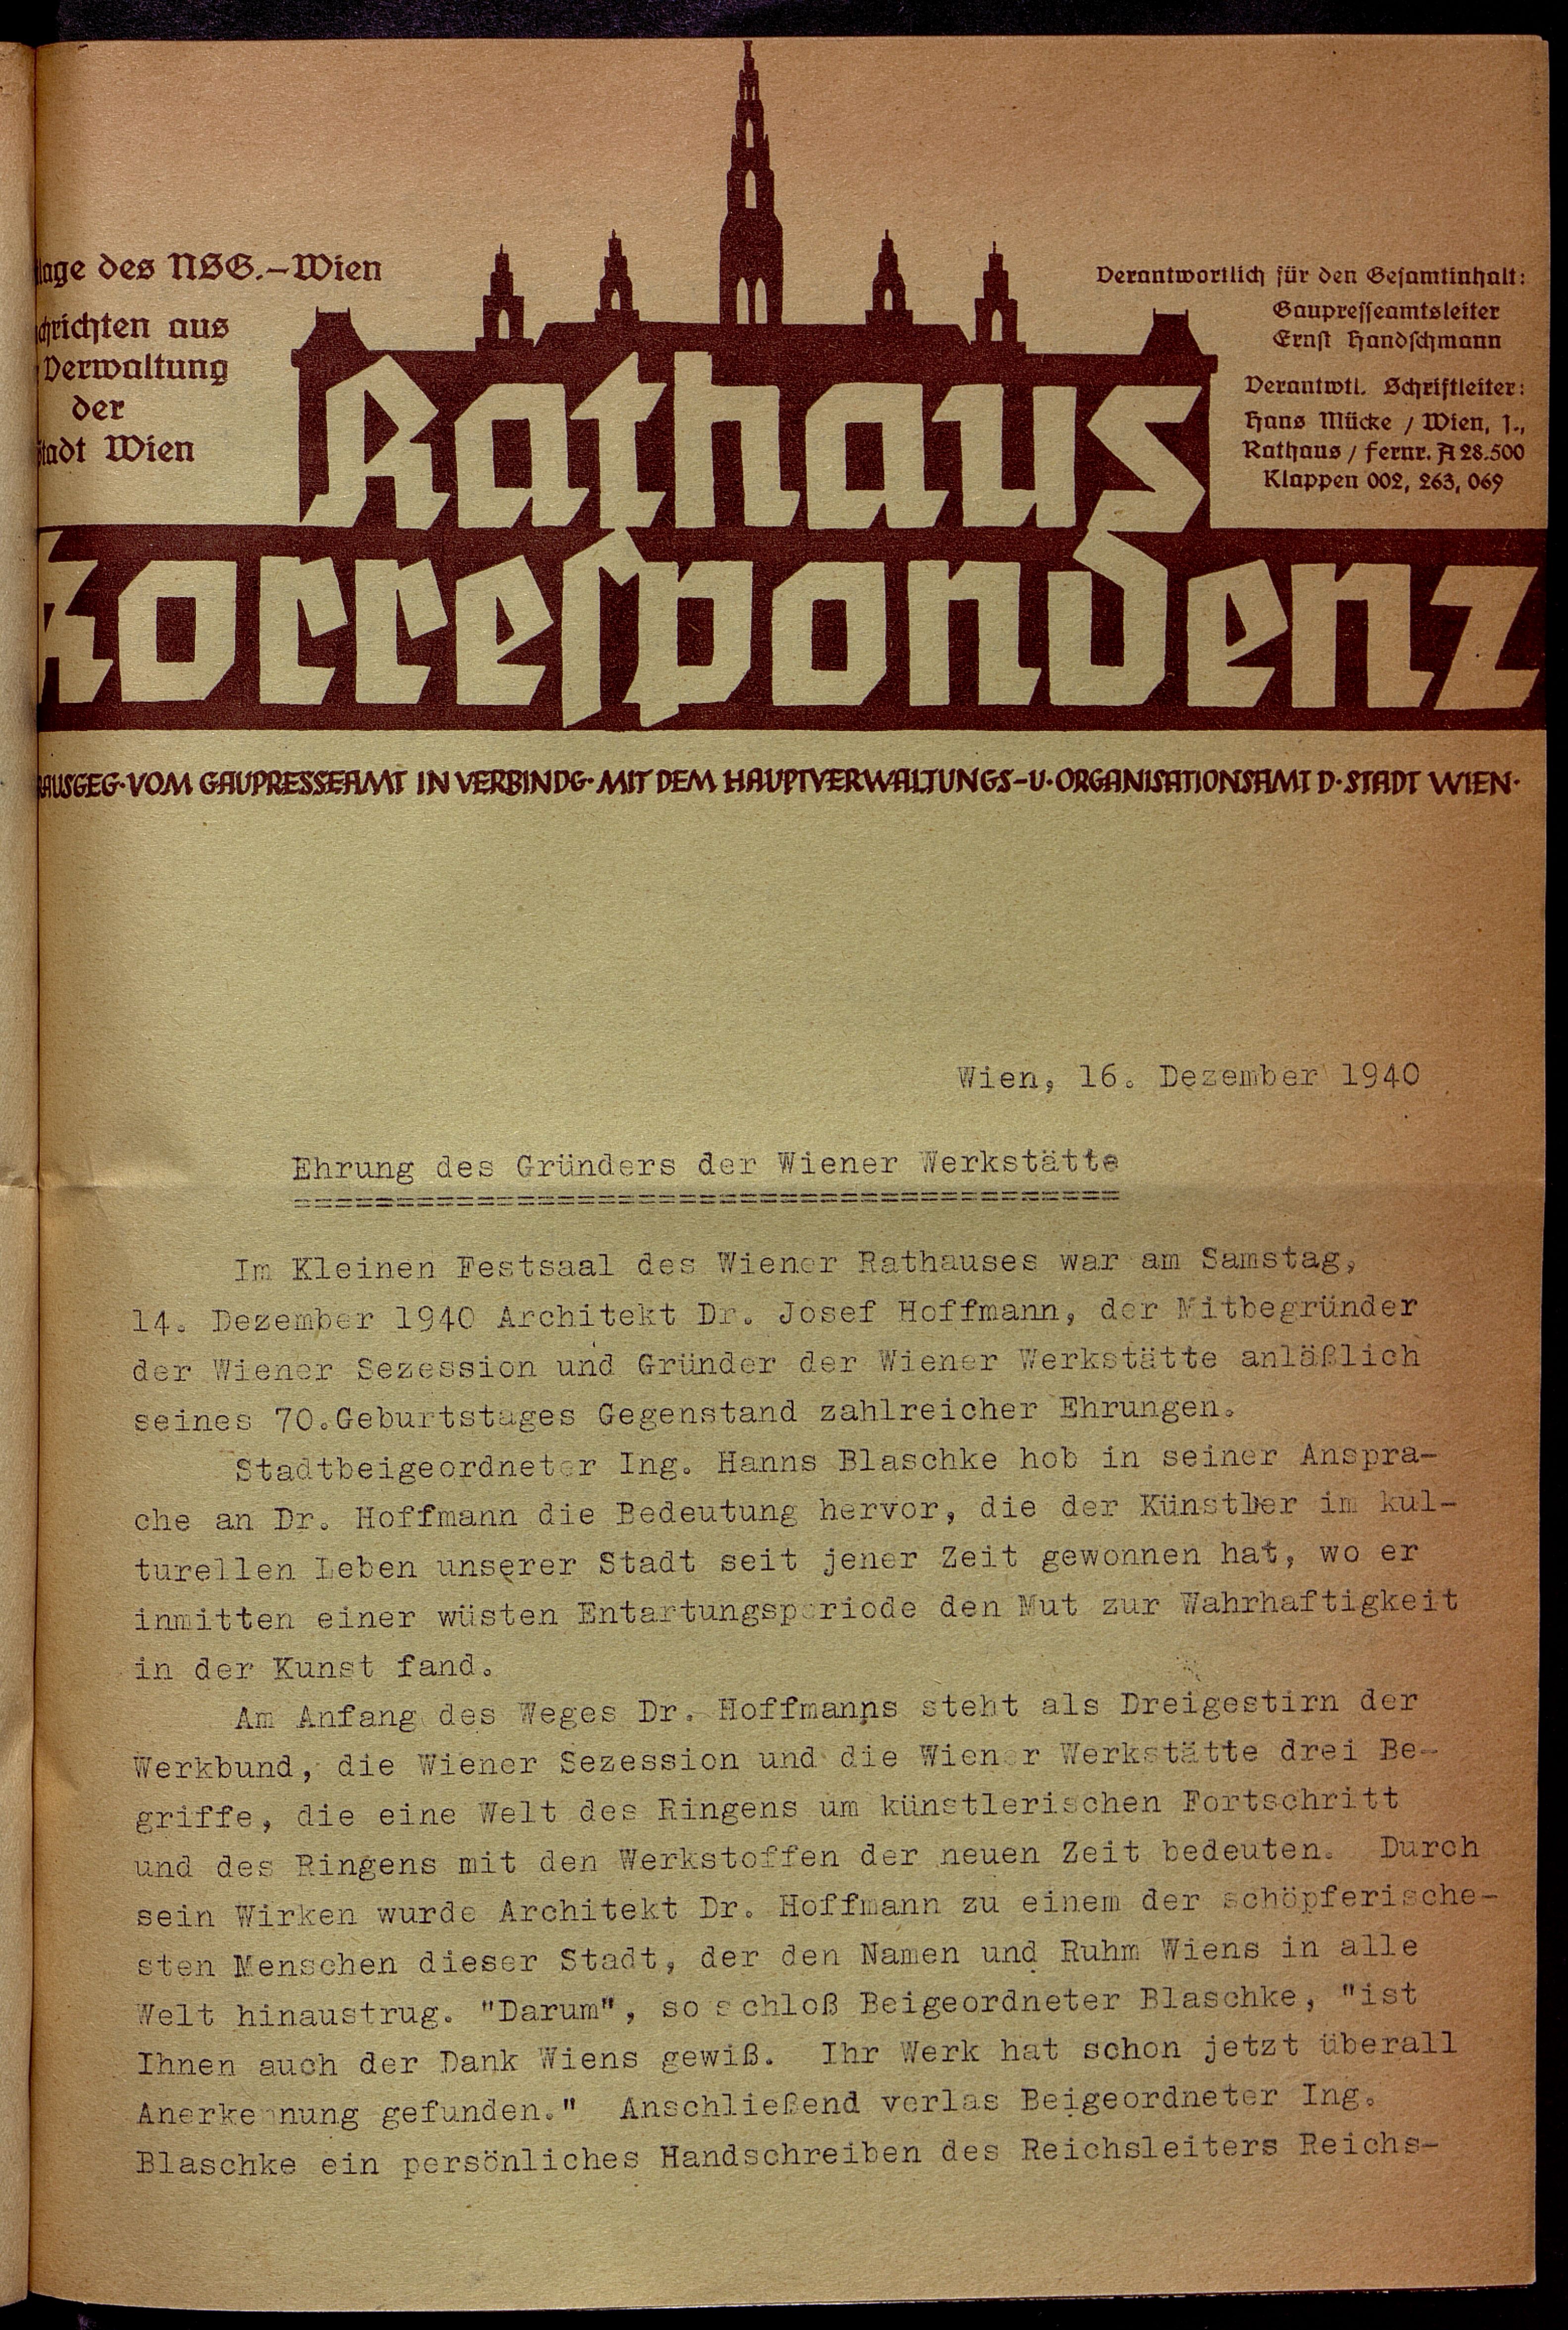 lage des NSG.-Wien
chrichten aus
Verwaltung
der
Stadt Wien
Verantwortlich für den Gesamtinhalt:
Gaupresseamtsleiter
Ernst Handschmann
Verantwtl. Schriftleiter:
Hans Mücke / Wien, 1.,
Rathaus / Fernr. A 28.500
Klappen 002, 263, 069
Rathaus
Korrespondenz
RAUSGEG·VOM GAUPRESSEAMT IN VERBINDG·MIT DEM HAUPTVERWALTUNGS-U·ORGANISATIONSAMT D·STADT WIEN·
Wien, 16. Dezember 1940
Ehrung des Gründers der Wiener Werkstätte
==========================================
Im Kleinen Festsaal des Wiener Rathauses war am Samstag,
14. Dezember 1940 Architekt Dr. Josef Hoffmann, der Mitbegründer
der Wiener Sezession und Gründer der Wiener Werkstätte anläßlich
seines 70.Geburtstages Gegenstand zahlreicher Ehrungen.
Stadtbeigeordneter Ing. Hanns Blaschke hob in seiner Anspra-
che an Dr. Hoffmann die Bedeutung hervor, die der Künstler im kul-
turellen Leben unserer Stadt seit jener Zeit gewonnen hat, wo er
inmitten einer wüsten Entartungsperiode den Mut zur Wahrhaftigkeit
in der Kunst fand.
Am Anfang des Weges Dr. Hoffmanns steht als Dreigestirn der
Werkbund, die Wiener Sezession und die Wiener Werkstätte drei Be-
griffe, die eine Welt des Ringens um künstlerischen Fortschritt
und des Ringens mit den Werkstoffen der neuen Zeit bedeuten. Durch
sein Wirken wurde Architekt Dr. Hoffmann zu einem der schöpferische-
sten Menschen dieser Stadt, der den Namen und Ruhm Wiens in alle
Welt hinaustrug. "Darum", so schloß Beigeordneter Blaschke, "ist
Ihnen auch der Dank Wiens gewiß. Ihr Werk hat schon jetzt überall
Anerkennung gefunden." Anschließend verlas Beigeordneter Ing.
Blaschke ein persönliches Handschreiben des Reichsleiters Reichs-